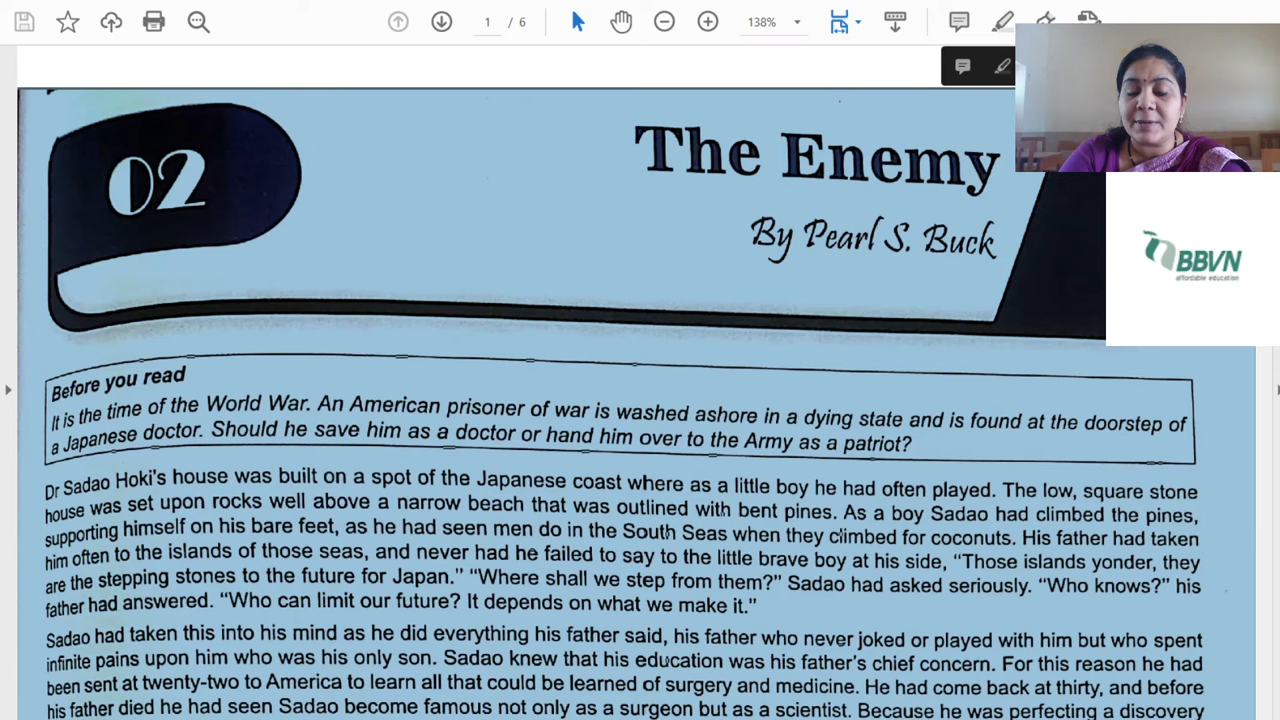 1 / 6
138%
02
The Enemy
By Pearl S. Buck
BBVN
affordable education
Before you read
It is the time of the World War. An American prisoner of war is washed ashore in a dying state and is found at the doorstep of
a Japanese doctor. Should he save him as a doctor or hand him over to the Army as a patriot?
Dr Sadao Hoki's house was built on a spot of the Japanese coast where as a little boy he had often played. The low, square stone
house was set upon rocks well above a narrow beach that was outlined with bent pines. As a boy Sadao had climbed the pines,
supporting himself on his bare feet, as he had seen men do in the South Seas when they climbed for coconuts. His father had taken
him often to the islands of those seas, and never had he failed to say to the little brave boy at his side, “Those islands yonder, they
are the stepping stones to the future for Japan.” “Where shall we step from them?” Sadao had asked seriously. “Who knows?” his
father had answered. “Who can limit our future? It depends on what we make it.”
Sadao had taken this into his mind as he did everything his father said, his father who never joked or played with him but who spent
infinite pains upon him who was his only son. Sadao knew that his education was his father's chief concern. For this reason he had
been sent at twenty-two to America to learn all that could be learned of surgery and medicine. He had come back at thirty, and before
his father died he had seen Sadao become famous not only as a surgeon but as a scientist. Because he was perfecting a discovery